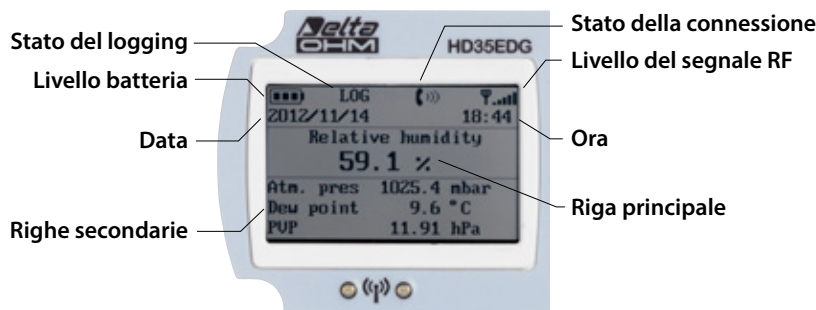 Stato del logging
Livello batteria
Data
Righe secondarie
Stato della connessione
Livello del segnale RF
Ora
Riga principale
Delta
OHM
HD35EDG
LOG
2012/11/14 18:44
Relative humidity
59.1 %
Atm. pres 1025.4 mbar
Dew point 9.6 °C
PVP 11.91 hPa